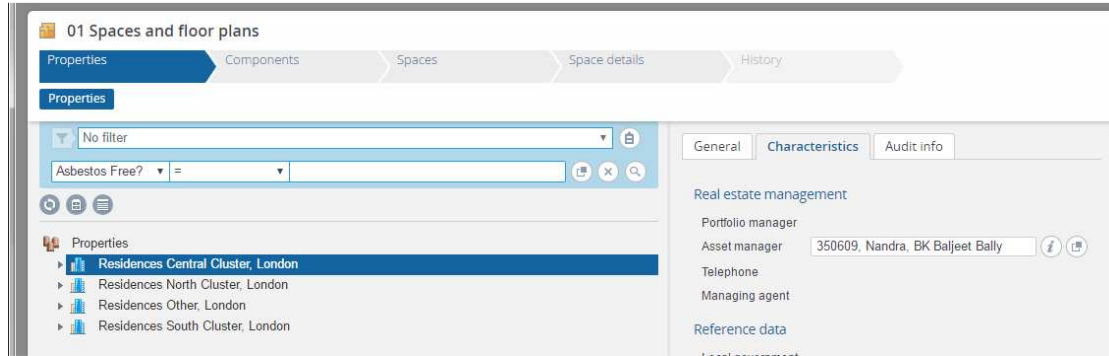 01 Spaces and floor plans
Properties Components Spaces Space details History
Properties
No filter
Asbestos Free? =
Properties
Residences Central Cluster, London
Residences North Cluster, London
Residences Other, London
Residences South Cluster, London
General Characteristics Audit info
Real estate management
Portfolio manager
Asset manager 350609, Nandra, BK Baljeet Bally
Telephone
Managing agent
Reference data
Local government